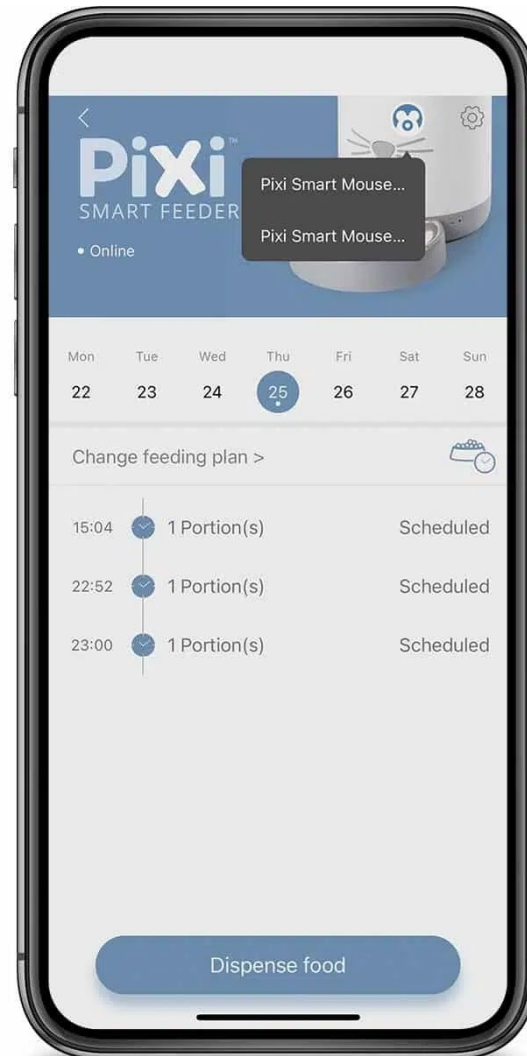 PiXi™
SMART FEEDER
• Online
Pixi Smart Mouse...
Pixi Smart Mouse...
Mon Tue Wed Thu Fri Sat Sun
22 23 24 25 26 27 28
Change feeding plan >
15:04 1 Portion(s) Scheduled
22:52 1 Portion(s) Scheduled
23:00 1 Portion(s) Scheduled
Dispense food